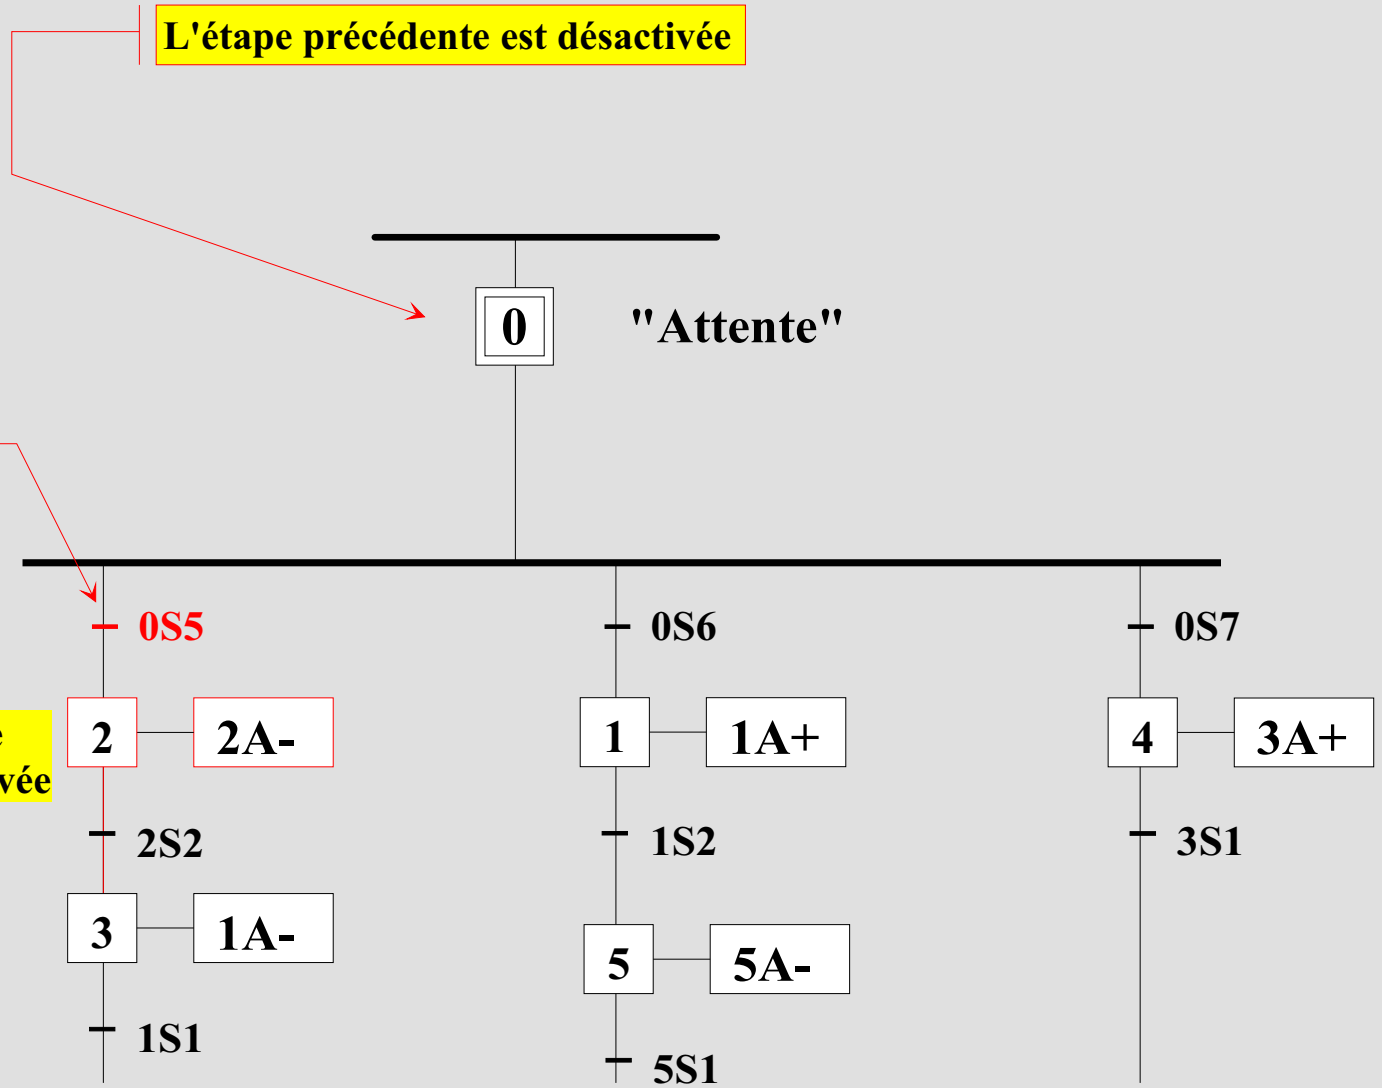 L'étape précédente est désactivée
0 "Attente"
0S5 0S6 0S7
2 2A- 1 1A+ 4 3A+
vée
2S2 1S2 3S1
3 1A- 5 5A-
1S1 5S1